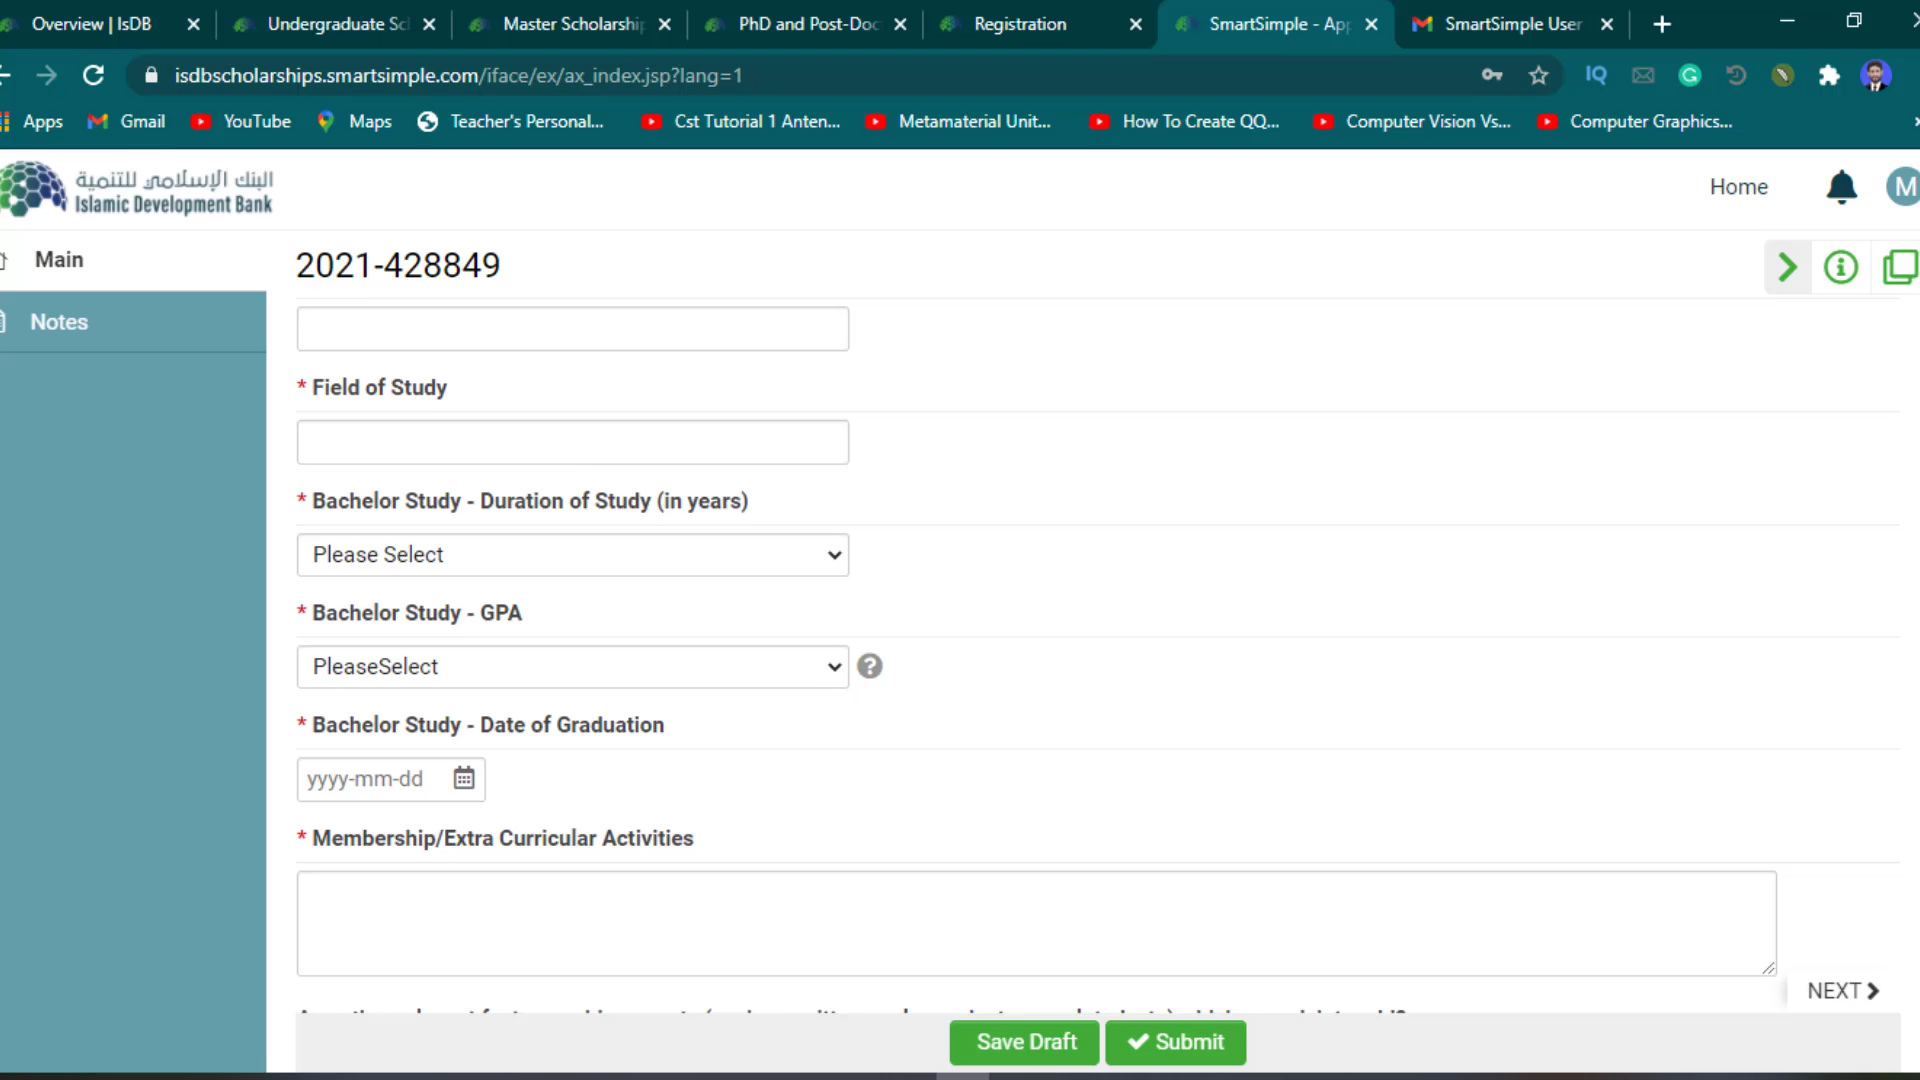 Overview | IsDB
Undergraduate Sc
Master Scholarshi
PhD and Post-Doc
Registration
SmartSimple - Ap
SmartSimple User
isdbscholarships.smartsimple.com/iface/ex/ax_index.jsp?lang=1
IQ
Apps
Gmail
YouTube
Maps
Teacher's Personal...
Cst Tutorial 1 Anten...
Metamaterial Unit...
How To Create QQ...
Computer Vision Vs...
Computer Graphics...
البنك الإسلامي للتنمية
Islamic Development Bank
Home
M
Main
2021-428849
Notes
* Field of Study
* Bachelor Study - Duration of Study (in years)
Please Select
* Bachelor Study - GPA
PleaseSelect
* Bachelor Study - Date of Graduation
yyyy-mm-dd
* Membership/Extra Curricular Activities
NEXT
Save Draft
Submit